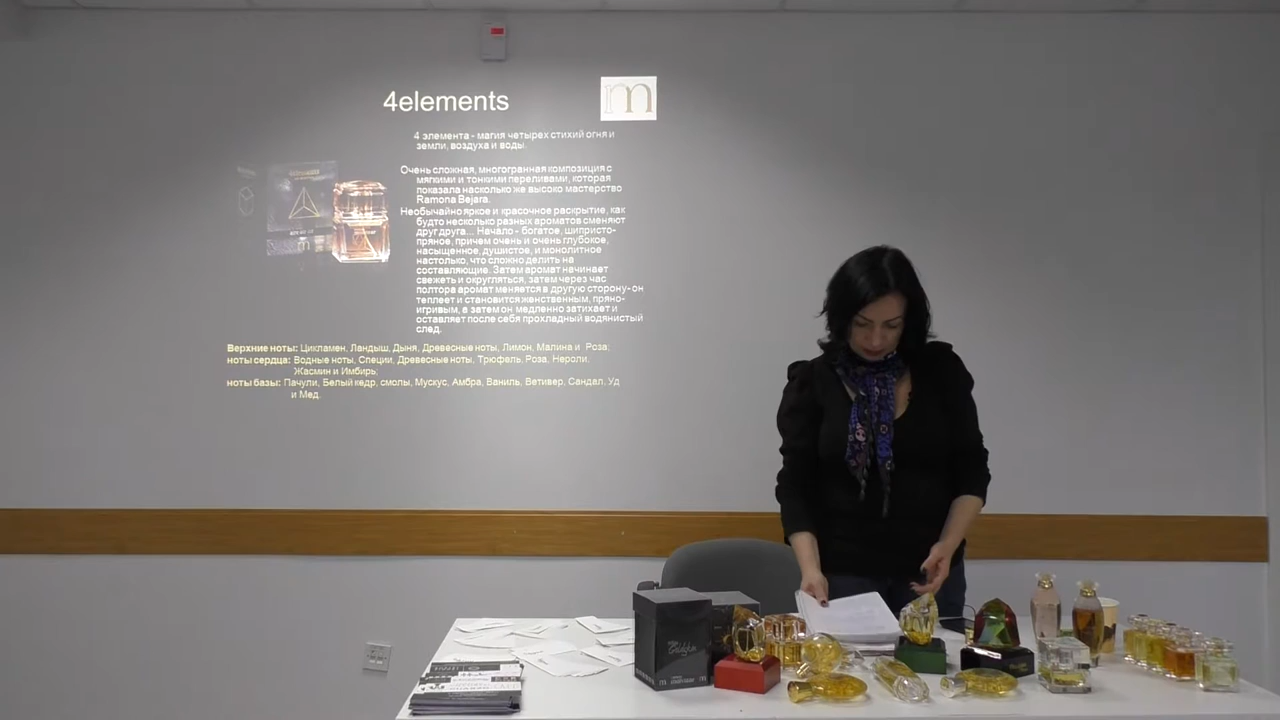 4elements
m
4 элемента - магия четырех стихий огня и
земли, воздуха и воды.
Очень сложная, многогранная композиция с
мягкими и тонкими переливами, которая
показала насколько же высоко мастерство
Ramona Bejara.
Необычайно яркое и красочное раскрытие, как
будто несколько разных ароматов сменяют
друг друга... Начало - богатое, шипристо-
пряное, причем очень и очень глубокое,
насыщенное, душистое, и монолитное
настолько, что сложно делить на
составляющие. Затем аромат начинает
свежеть и округляться, затем через час
полтора аромат меняется в другую сторону- он
теплеет и становится женственным, пряно-
игривым, а затем он медленно затихает и
оставляет после себя прохладный водянистый
след.
Верхние ноты: Цикламен, Ландыш, Дыня, Древесные ноты, Лимон, Малина и Роза;
ноты сердца: Водные ноты, Специи, Древесные ноты, Трюфель, Роза, Нероли,
Жасмин и Имбирь;
ноты базы: Пачули, Белый кедр, смолы, Мускус, Амбра, Ваниль, Ветивер, Сандал, Уд
и Мед.